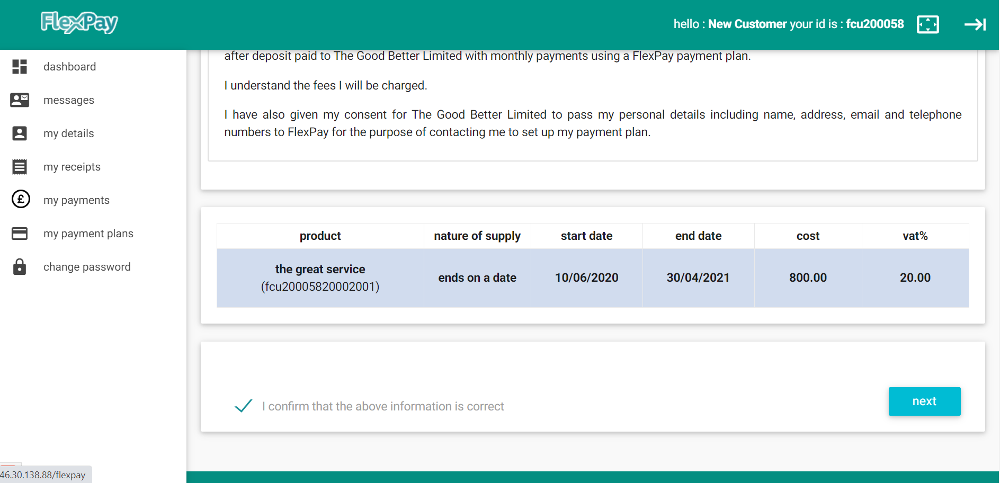 FlexPay
hello : New Customer your id is : fcu200058
dashboard
messages
my details
my receipts
my payments
my payment plans
change password
after deposit paid to The Good Better Limited with monthly payments using a FlexPay payment plan.
I understand the fees I will be charged.
I have also given my consent for The Good Better Limited to pass my personal details including name, address, email and telephone
numbers to FlexPay for the purpose of contacting me to set up my payment plan.
product nature of supply start date end date cost vat%
the great service
(fcu20005820002001) ends on a date 10/06/2020 30/04/2021 800.00 20.00
I confirm that the above information is correct
next
46.30.138.88/flexpay